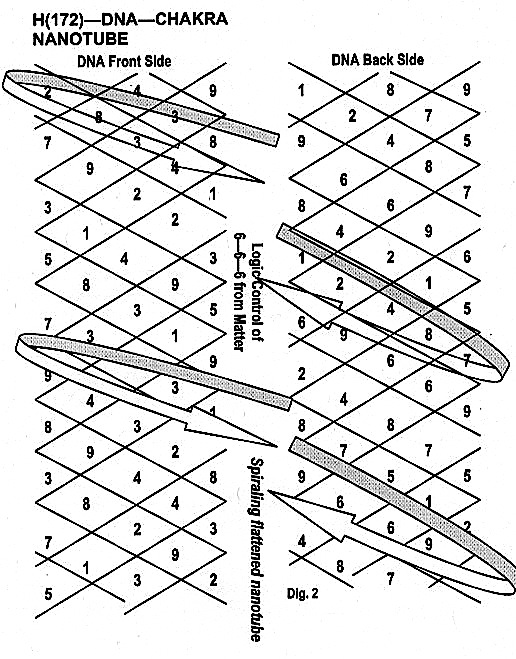 H(172)—DNA—CHAKRA
NANOTUBE
DNA Front Side
2 4 9
8 3
7 3 8
9 4
2 1
3 2
1
5 4 3
8 9
3 5
7 3 1
9
9 3
4 1
8 3
9 2
3 4 8
8 4
2 3
7 9
1
3 2
5
Logic Control of
6—6—6 from Matter
Spiraling flattened nanotube
DNA Back Side
1 8 9
2 7
9 4 5
6 8
7
8 6
4 9
1 2 6
2 1
4 5
6 9 8
6 7
2 6
4 9
8 8
7 7
9 5 8
6 1
6 2
4 9
8 7
Dig. 2